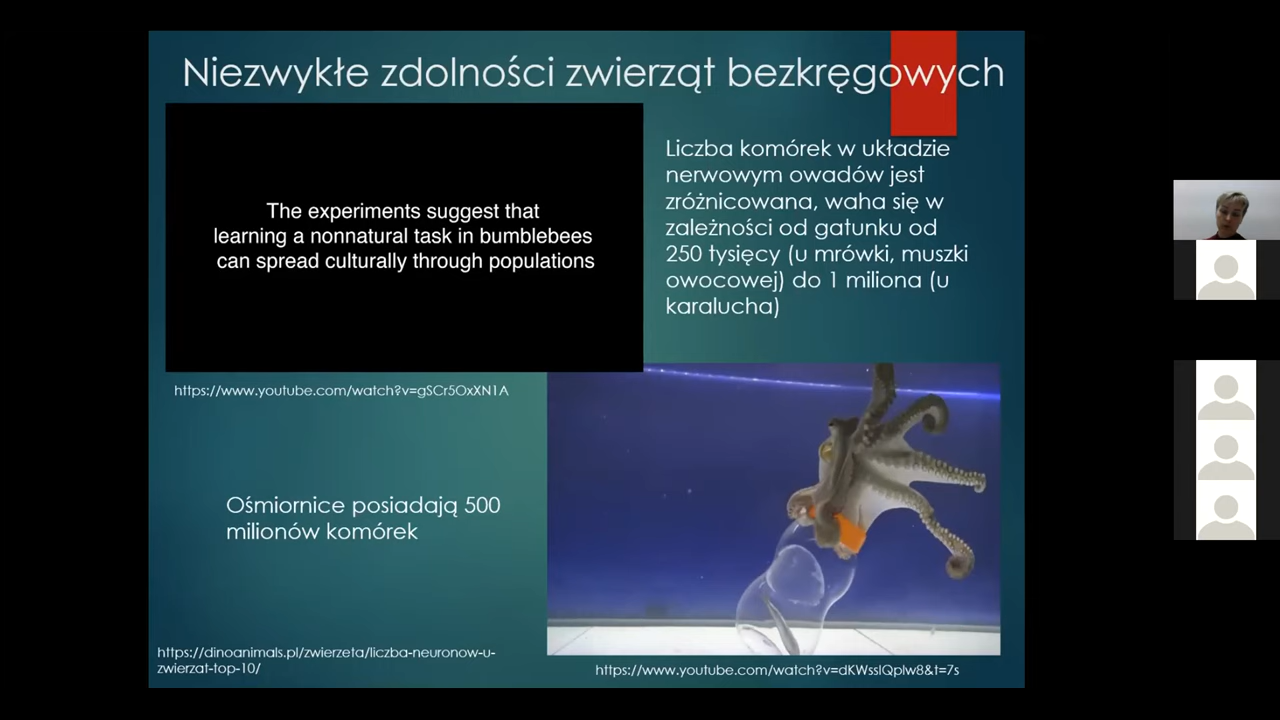 Niezwykłe zdolności zwierząt bezkręgowych
The experiments suggest that
learning a nonnatural task in bumblebees
can spread culturally through populations
Liczba komórek w układzie
nerwowym owadów jest
zróżnicowana, waha się w
zależności od gatunku od
250 tysięcy (u mrówki, muszki
owocowej) do 1 miliona (u
karalucha)
https://www.youtube.com/watch?v=gSCr5OxXN1A
Ośmiornice posiadają 500
milionów komórek
https://dinoanimals.pl/zwierzeta/liczba-neuronow-u-
zwierzat-top-10/
https://www.youtube.com/watch?v=dKWsslQplw8&t=7s